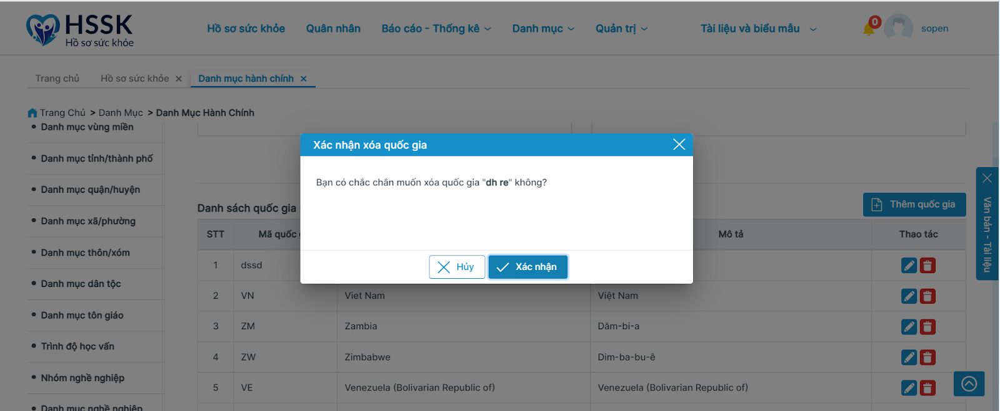 HSSK
Hồ sơ sức khỏe
Hồ sơ sức khỏe Quân nhân Báo cáo - Thống kê Danh mục Quản trị Tài liệu và biểu mẫu 0 sopen
Trang chủ Hồ sơ sức khỏe Danh mục hành chính
Trang Chủ > Danh Mục > Danh Mục Hành Chính
Danh mục vùng miền
Danh mục tỉnh/thành phố
Danh mục quận/huyện
Danh mục xã/phường
Danh mục thôn/xóm
Danh mục dân tộc
Danh mục tôn giáo
Trình độ học vấn
Nhóm nghề nghiệp
Danh mục nghề nghiệp
Xác nhận xóa quốc gia
Bạn có chắc chắn muốn xóa quốc gia "dh re" không?
Hủy Xác nhận
Danh sách quốc gia
Thêm quốc gia
STT Mã quốc Mô tả Thao tác
1 dssd
2 VN Viet Nam Việt Nam
3 ZM Zambia Dăm-bi-a
4 ZW Zimbabwe Dim-ba-bu-ê
5 VE Venezuela (Bolivarian Republic of) Venezuela (Bolivarian Republic of)
Văn bản - Tài liệu